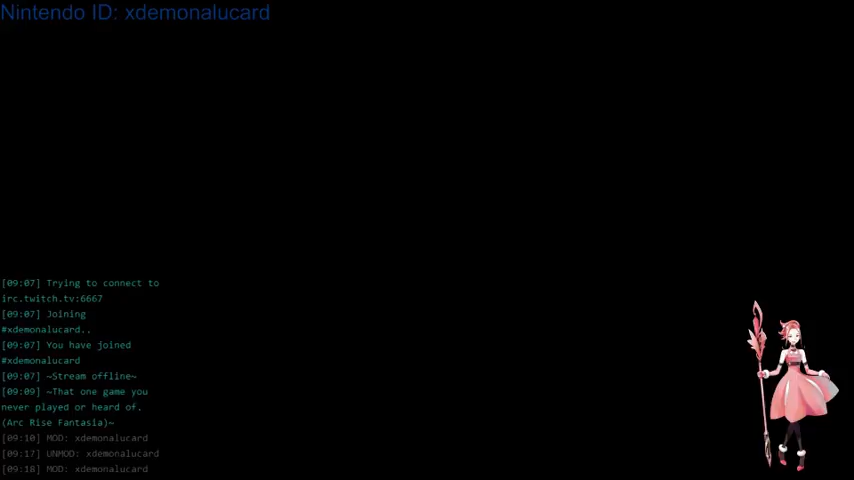 Nintendo ID: xdemonalucard
[09:07] Trying to connect to
irc.twitch.tv:6667
[09:07] Joining
#xdemonalucard..
[09:07] You have joined
#xdemonalucard
[09:07] ~Stream offline~
[09:09] ~That one game you
never played or heard of.
(Arc Rise Fantasia)~
[09:10] MOD: xdemonalucard
[09:17] UNMOD: xdemonalucard
[09:18] MOD: xdemonalucard